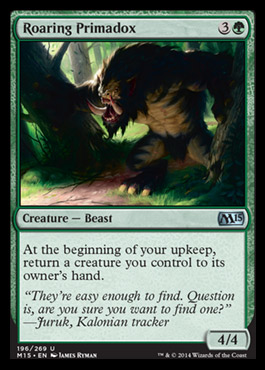 Roaring Primadox 3
Creature — Beast M15
At the beginning of your upkeep,
return a creature you control to its
owner's hand.
“They're easy enough to find. Question
is, are you sure you want to find one?”
—Juruk, Kalonian tracker
4/4
196/269 U
M15 • EN JAMES RYMAN ™ & © 2014 Wizards of the Coast